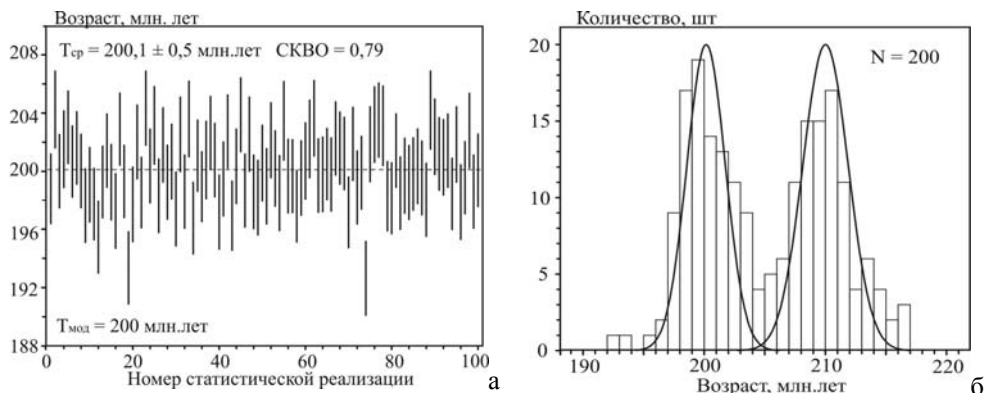 Возраст, млн. лет
208
204
200
196
192
188
Tср = 200,1 ± 0,5 млн.лет СКВО = 0,79
Tмод = 200 млн.лет
0 20 40 60 80 100
Номер статистической реализации
а
Количество, шт
20
15
10
5
0
N = 200
190 200 210 220
Возраст, млн.лет
б